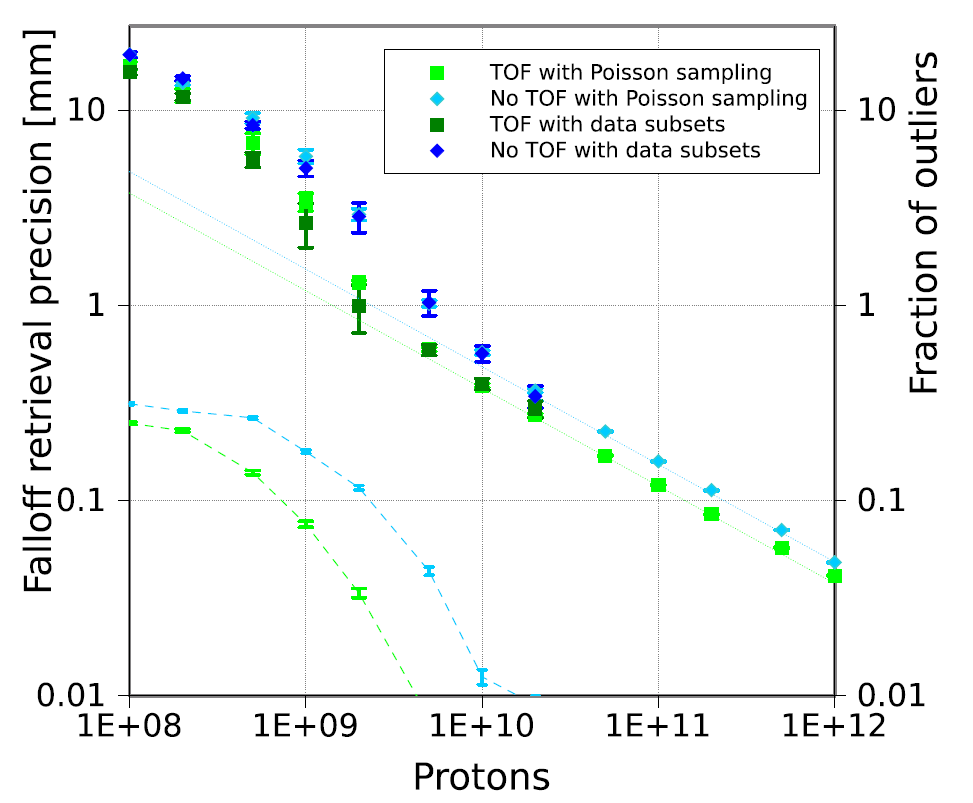 Falloff retrieval precision [mm]
10
1
0.1
0.01
TOF with Poisson sampling
No TOF with Poisson sampling
TOF with data subsets
No TOF with data subsets
10
1
0.1
0.01
Fraction of outliers
1E+08 1E+09 1E+10 1E+11 1E+12
Protons